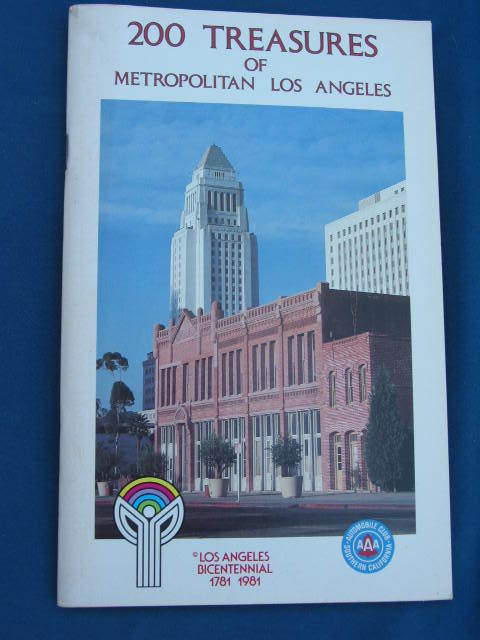 200 TREASURES
OF
METROPOLITAN LOS ANGELES
©LOS ANGELES
BICENTENNIAL
1781 1981
AUTOMOBILE CLUB
AAA
SOUTHERN CALIFORNIA